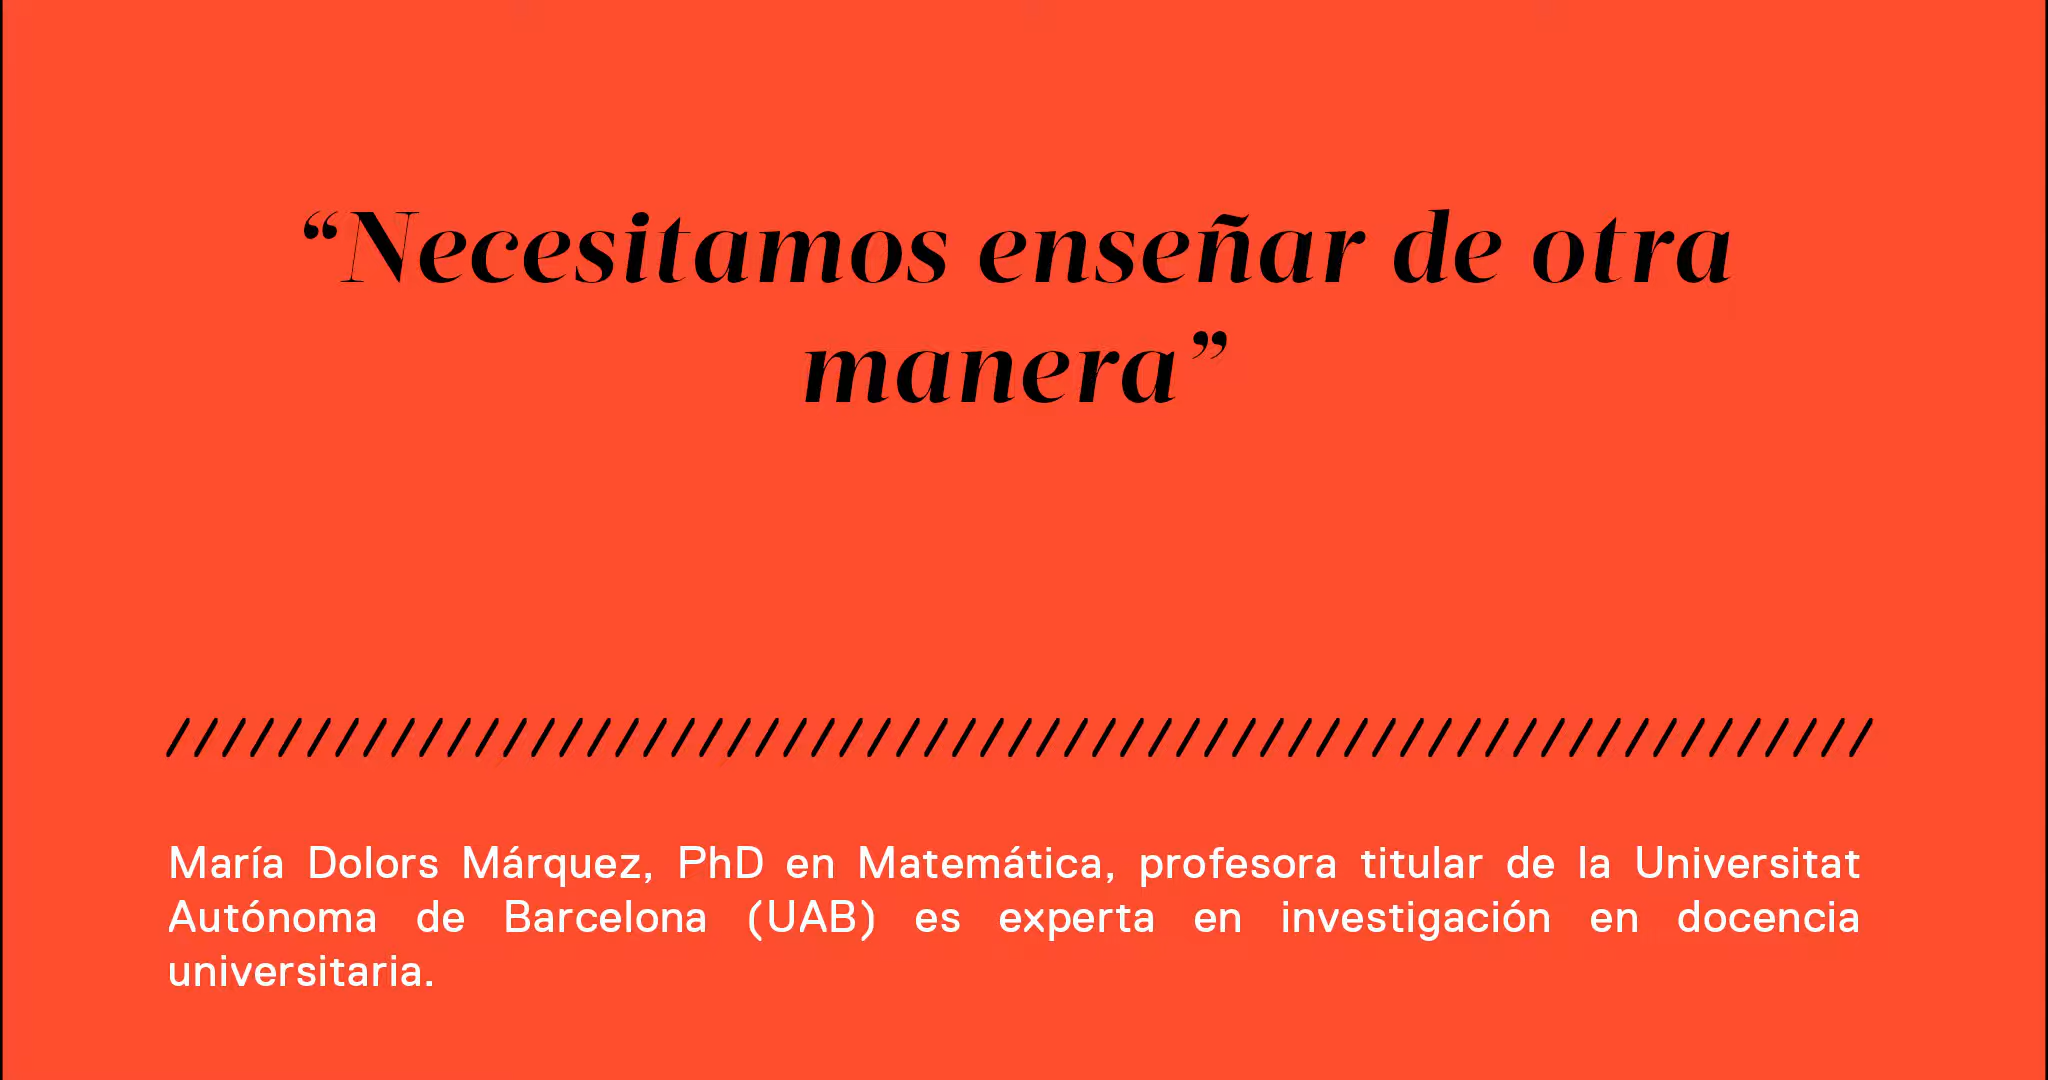 “Necesitamos enseñar de otra
manera”
María Dolors Márquez, PhD en Matemática, profesora titular de la Universitat
Autónoma de Barcelona (UAB) es experta en investigación en docencia
universitaria.